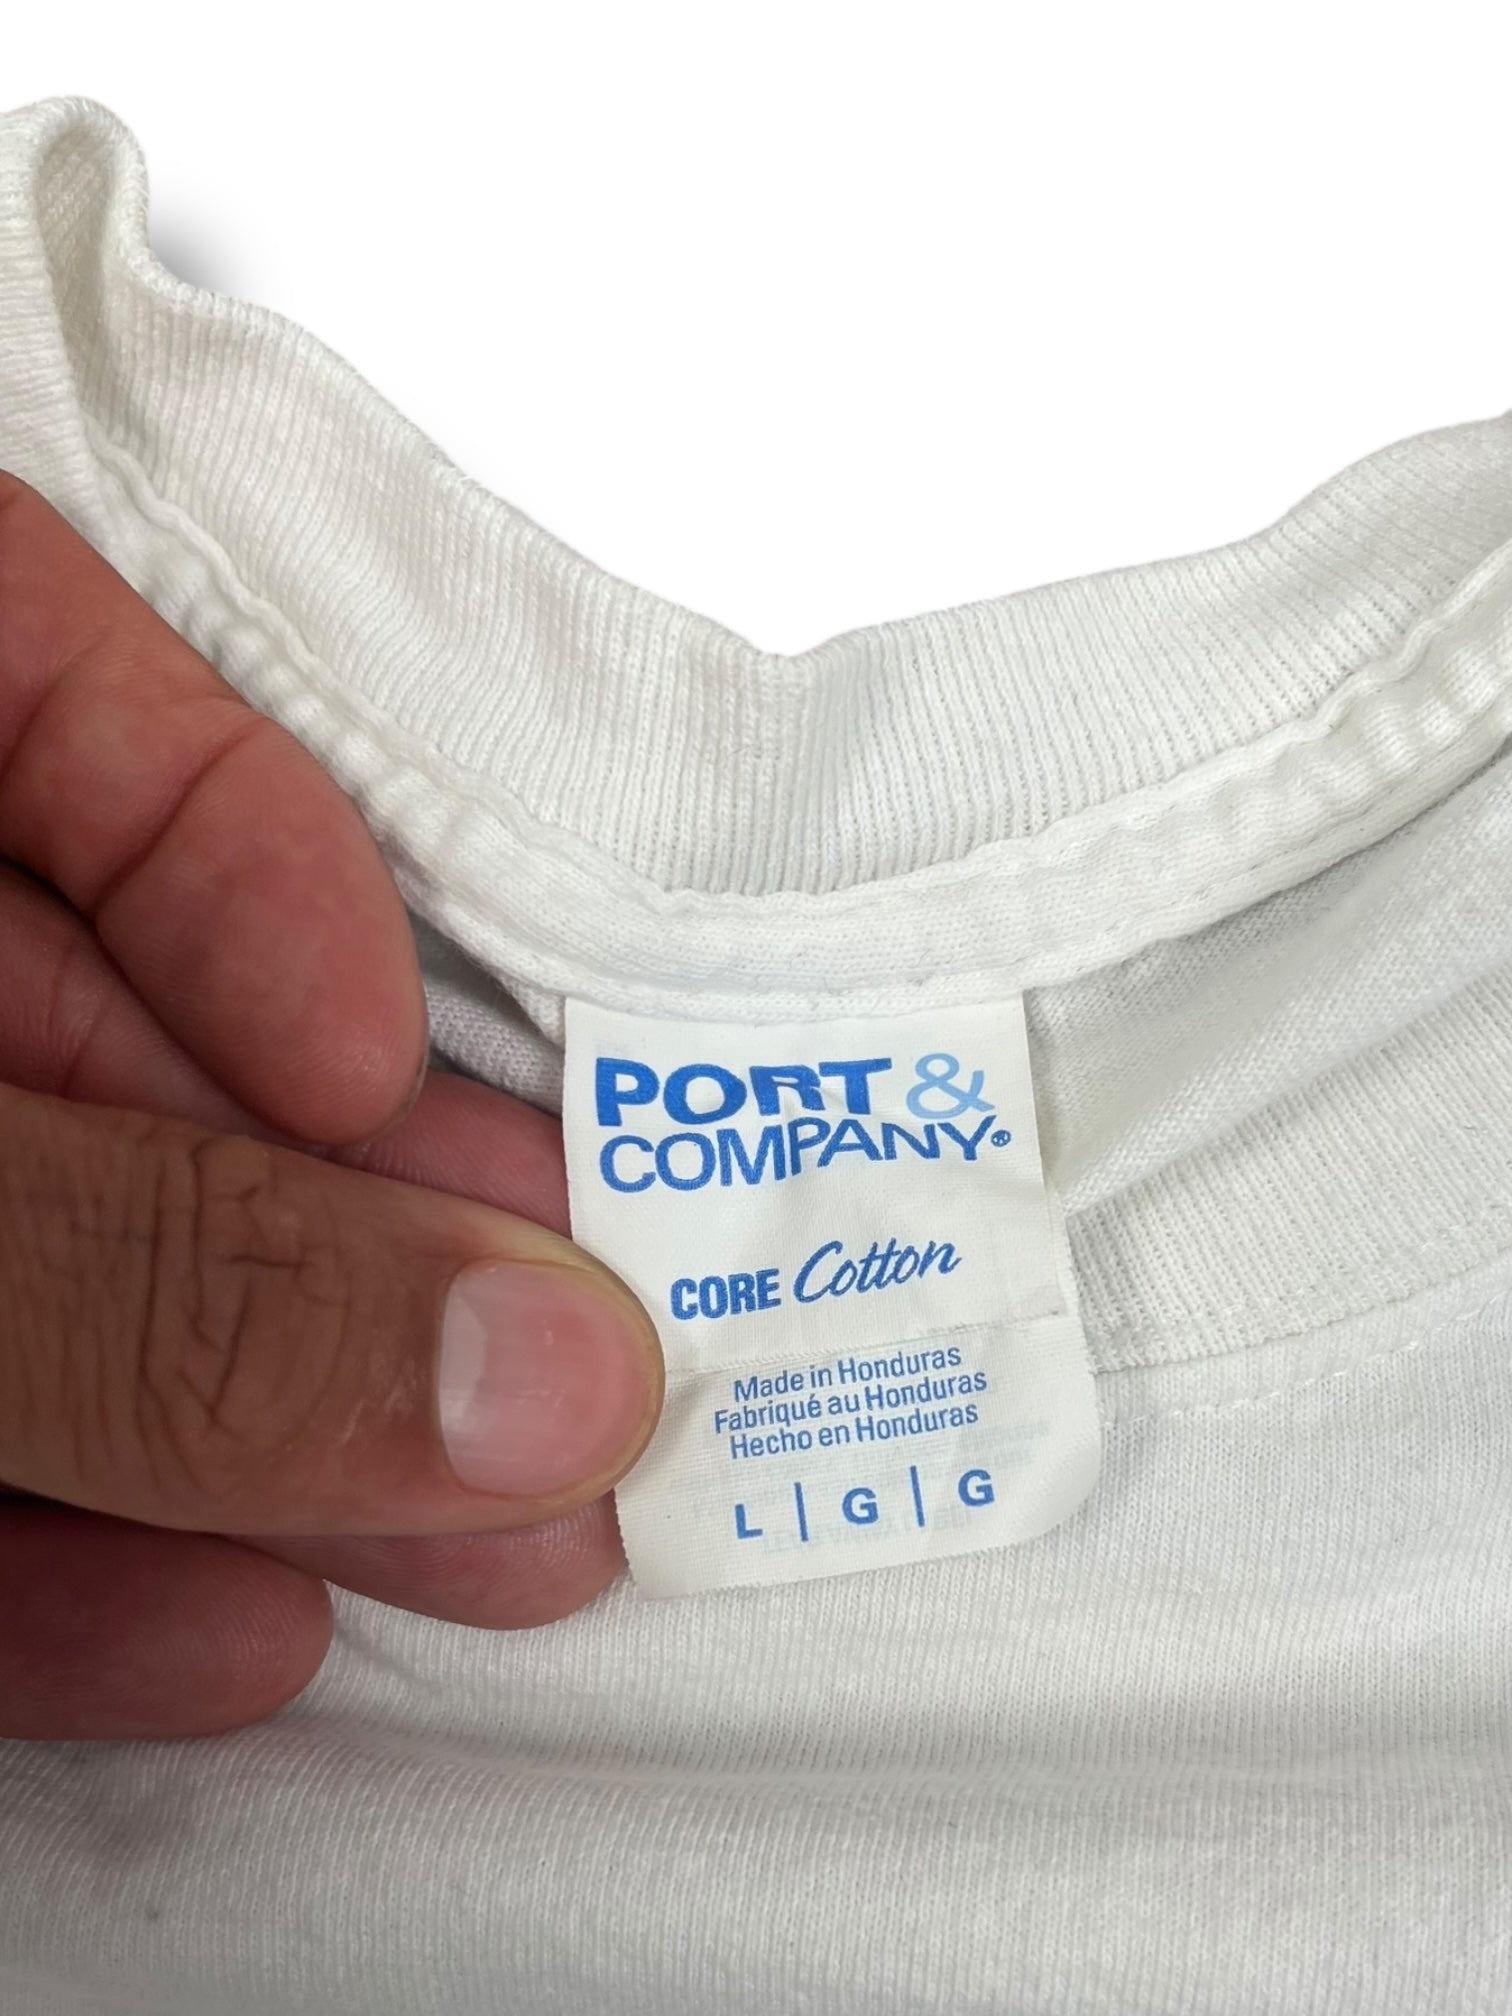 PORT &
COMPANY®
CORE Cotton
Made in Honduras
Fabriqué au Honduras
Hecho en Honduras
L | G | G